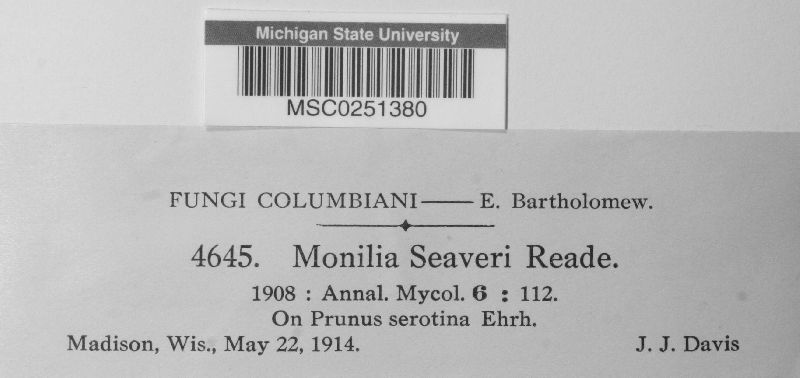 Michigan State University
MSC0251380
FUNGI COLUMBIANI—— E. Bartholomew.
4645. Monilia Seaveri Reade.
1908 : Annal. Mycol. 6 : 112.
On Prunus serotina Ehrh.
Madison, Wis., May 22, 1914. J. J. Davis